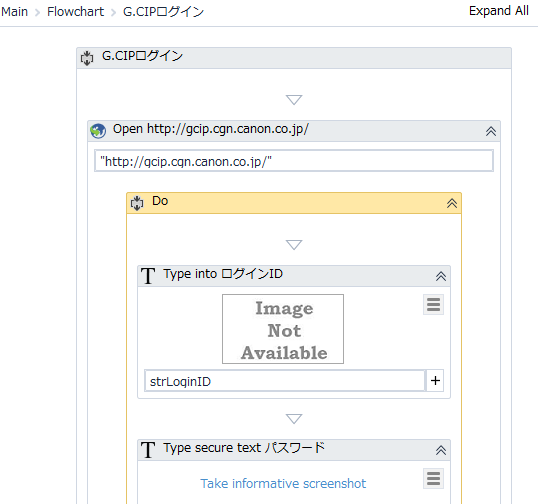 Main > Flowchart > G.CIPログイン Expand All
G.CIPログイン
Open http://gcip.cgn.canon.co.jp/
"http://gcip.cgn.canon.co.jp/"
Do
Type into ログインID
Image
Not
Available
strLoginID +
Type secure text パスワード
Take informative screenshot